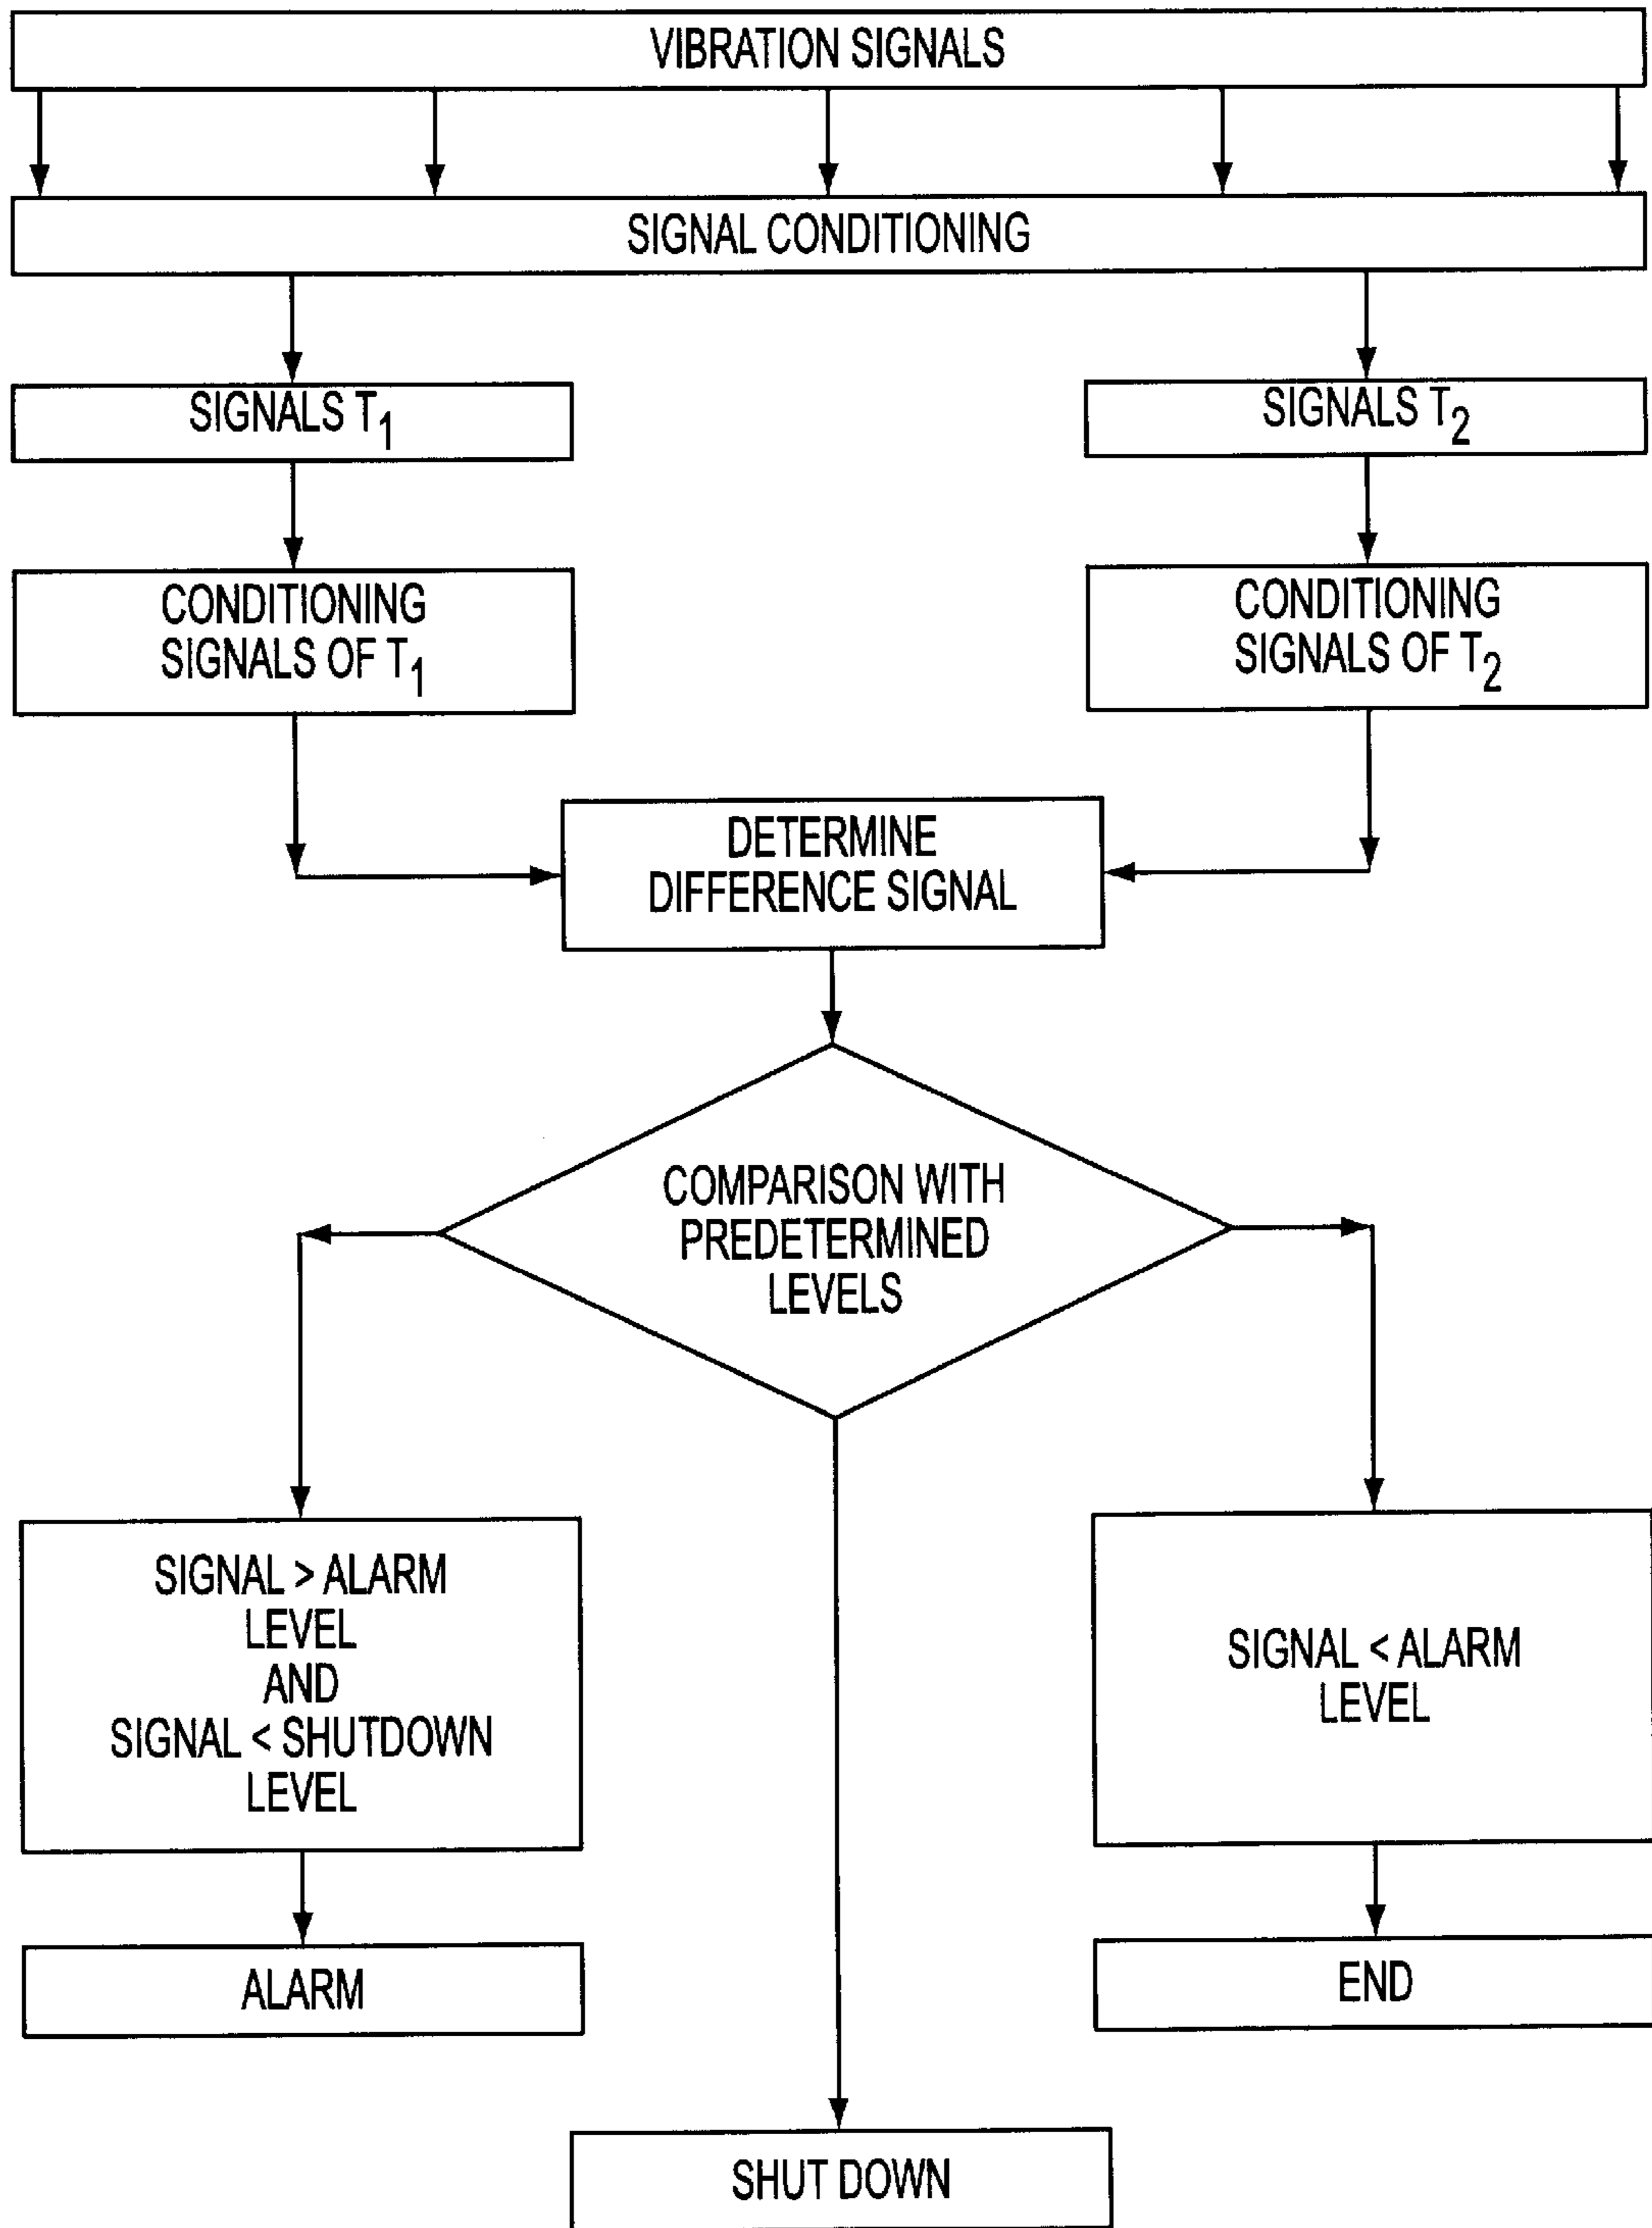 VIBRATION SIGNALS
SIGNAL CONDITIONING
SIGNALS T1
SIGNALS T2
CONDITIONING
SIGNALS OF T1
CONDITIONING
SIGNALS OF T2
DETERMINE
DIFFERENCE SIGNAL
COMPARISON WITH
PREDETERMINED
LEVELS
SIGNAL > ALARM
LEVEL
AND
SIGNAL < SHUTDOWN
LEVEL
SIGNAL < ALARM
LEVEL
ALARM
END
SHUT DOWN